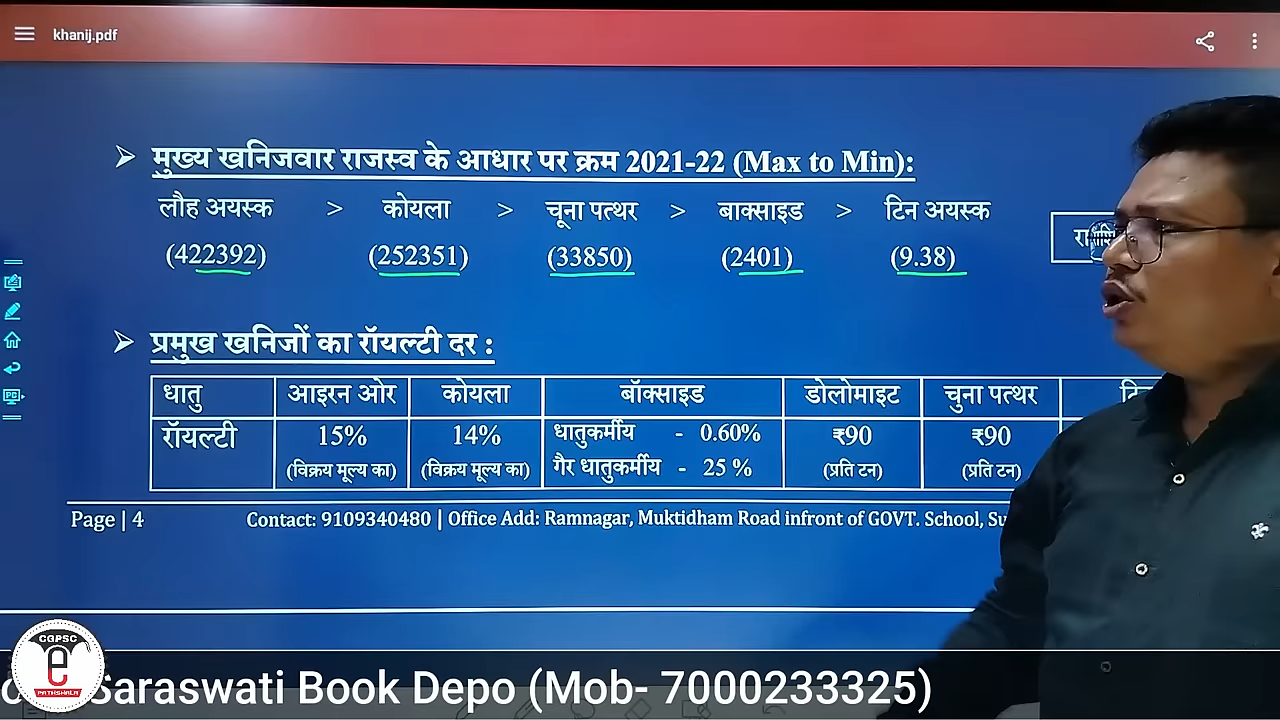 khanij.pdf
➢ मुख्य खनिजवार राजस्व के आधार पर क्रम 2021-22 (Max to Min):
लौह अयस्क > कोयला > चूना पत्थर > बाक्साइड > टिन अयस्क
(422392) (252351) (33850) (2401) (9.38)
➢ प्रमुख खनिजों का रॉयल्टी दर :
धातु आइरन ओर कोयला बॉक्साइड डोलोमाइट चुना पत्थर
रॉयल्टी 15% 14% धातुकर्मीय - 0.60% ₹90 ₹90
(विक्रय मूल्य का) (विक्रय मूल्य का) गैर धातुकर्मीय - 25 % (प्रति टन) (प्रति टन)
Page | 4 Contact: 9109340480 | Office Add: Ramnagar, Muktidham Road infront of GOVT. School,
CGPSC
e
PATHSHALA
Saraswati Book Depo (Mob- 7000233325)